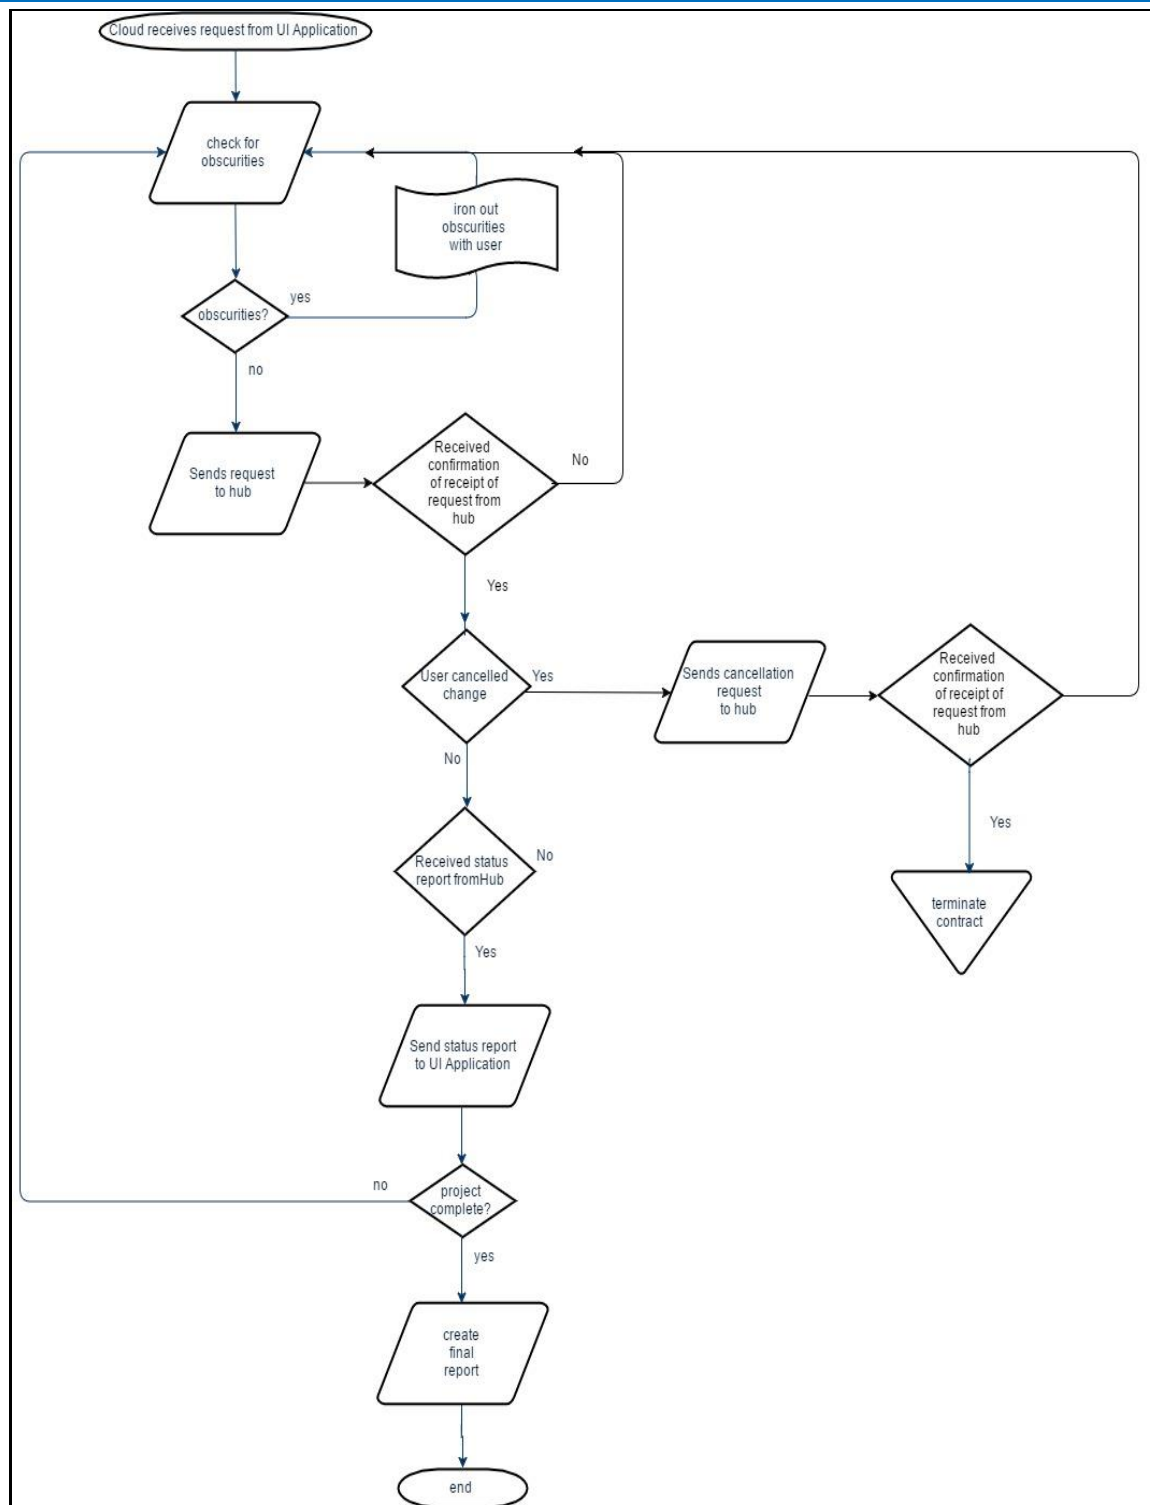 Cloud receives request from UI Application
check for
obscurities
iron out
obscurities
with user
yes
obscurities?
no
Sends request
to hub
Received
confirmation
of receipt of
request from
hub
No
Yes
User cancelled
change
Yes
Sends cancellation
request
to hub
Received
confirmation
of receipt of
request from
hub
No
Yes
Received status
report fromHub
No
terminate
contract
Yes
Send status report
to UI Application
no
project
complete?
yes
create
final
report
end